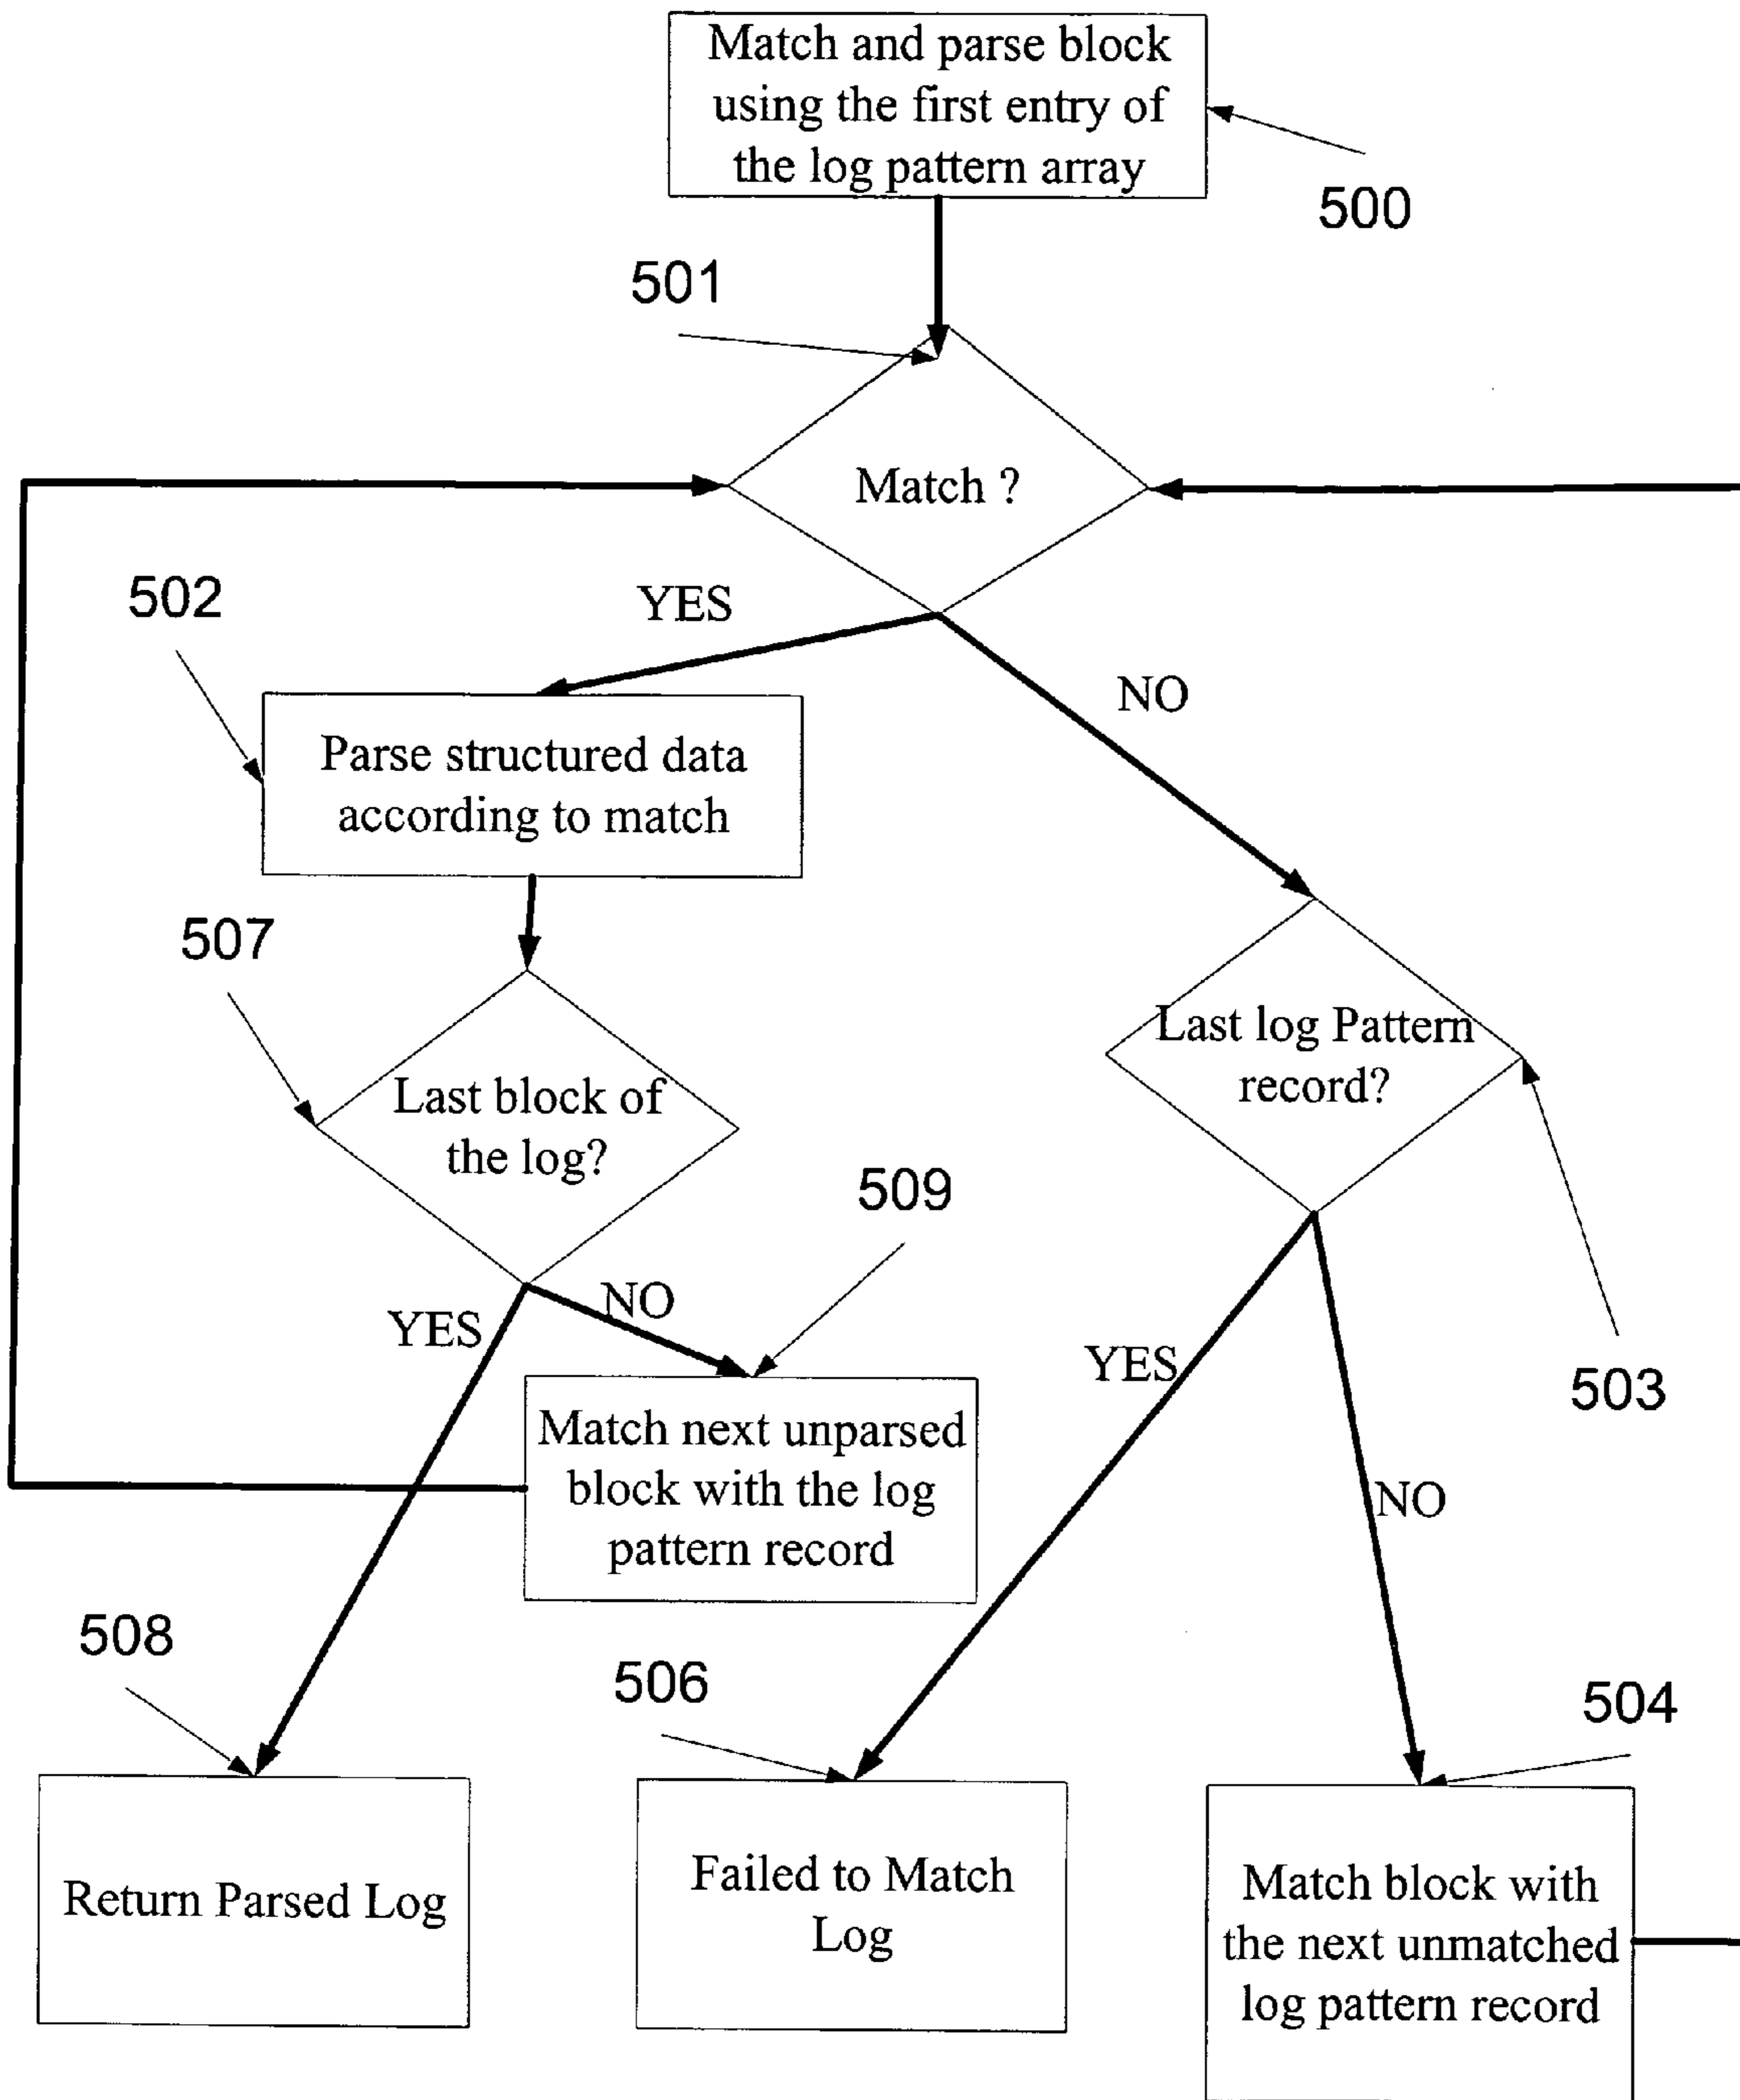 Match and parse block
using the first entry of
the log pattern array
500
501
Match ?
502
YES
NO
Parse structured data
according to match
507
Last log Pattern
record?
Last block of
the log?
509
YES
NO
YES
503
Match next unparsed
block with the log
pattern record
NO
508
506
504
Return Parsed Log
Failed to Match
Log
Match block with
the next unmatched
log pattern record